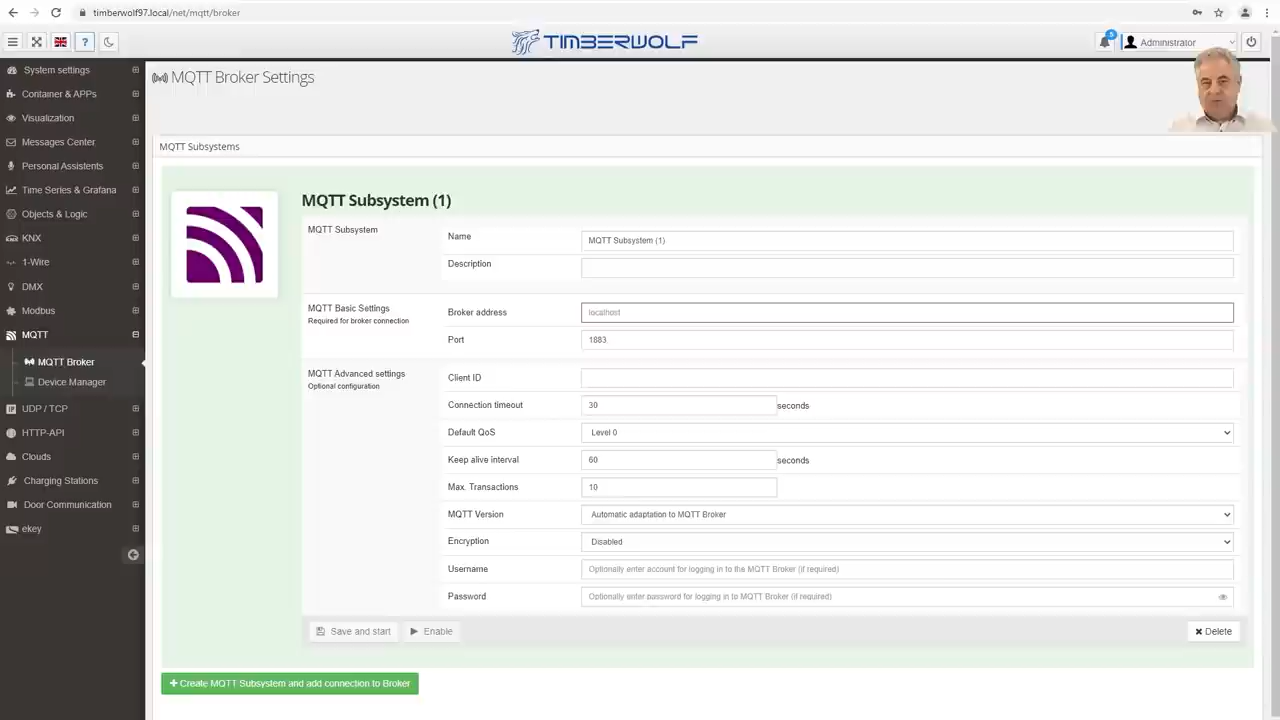 timberwolf97.local/net/mqtt/broker
?
TIMBERWOLF
5
Administrator
System settings
Container & APPs
Visualization
Messages Center
Personal Assistents
Time Series & Grafana
Objects & Logic
KNX
1-Wire
DMX
Modbus
MQTT
MQTT Broker
Device Manager
UDP / TCP
HTTP-API
Clouds
Charging Stations
Door Communication
ekey
MQTT Broker Settings
MQTT Subsystems
MQTT Subsystem (1)
MQTT Subsystem
Name
MQTT Subsystem (1)
Description
MQTT Basic Settings
Required for broker connection
Broker address
localhost
Port
1883
MQTT Advanced settings
Optional configuration
Client ID
Connection timeout
30
seconds
Default QoS
Level 0
Keep alive interval
60
seconds
Max. Transactions
10
MQTT Version
Automatic adaptation to MQTT Broker
Encryption
Disabled
Username
Optionally enter account for logging in to the MQTT Broker (if required)
Password
Optionally enter password for logging in to MQTT Broker (if required)
Save and start
Enable
Delete
Create MQTT Subsystem and add connection to Broker